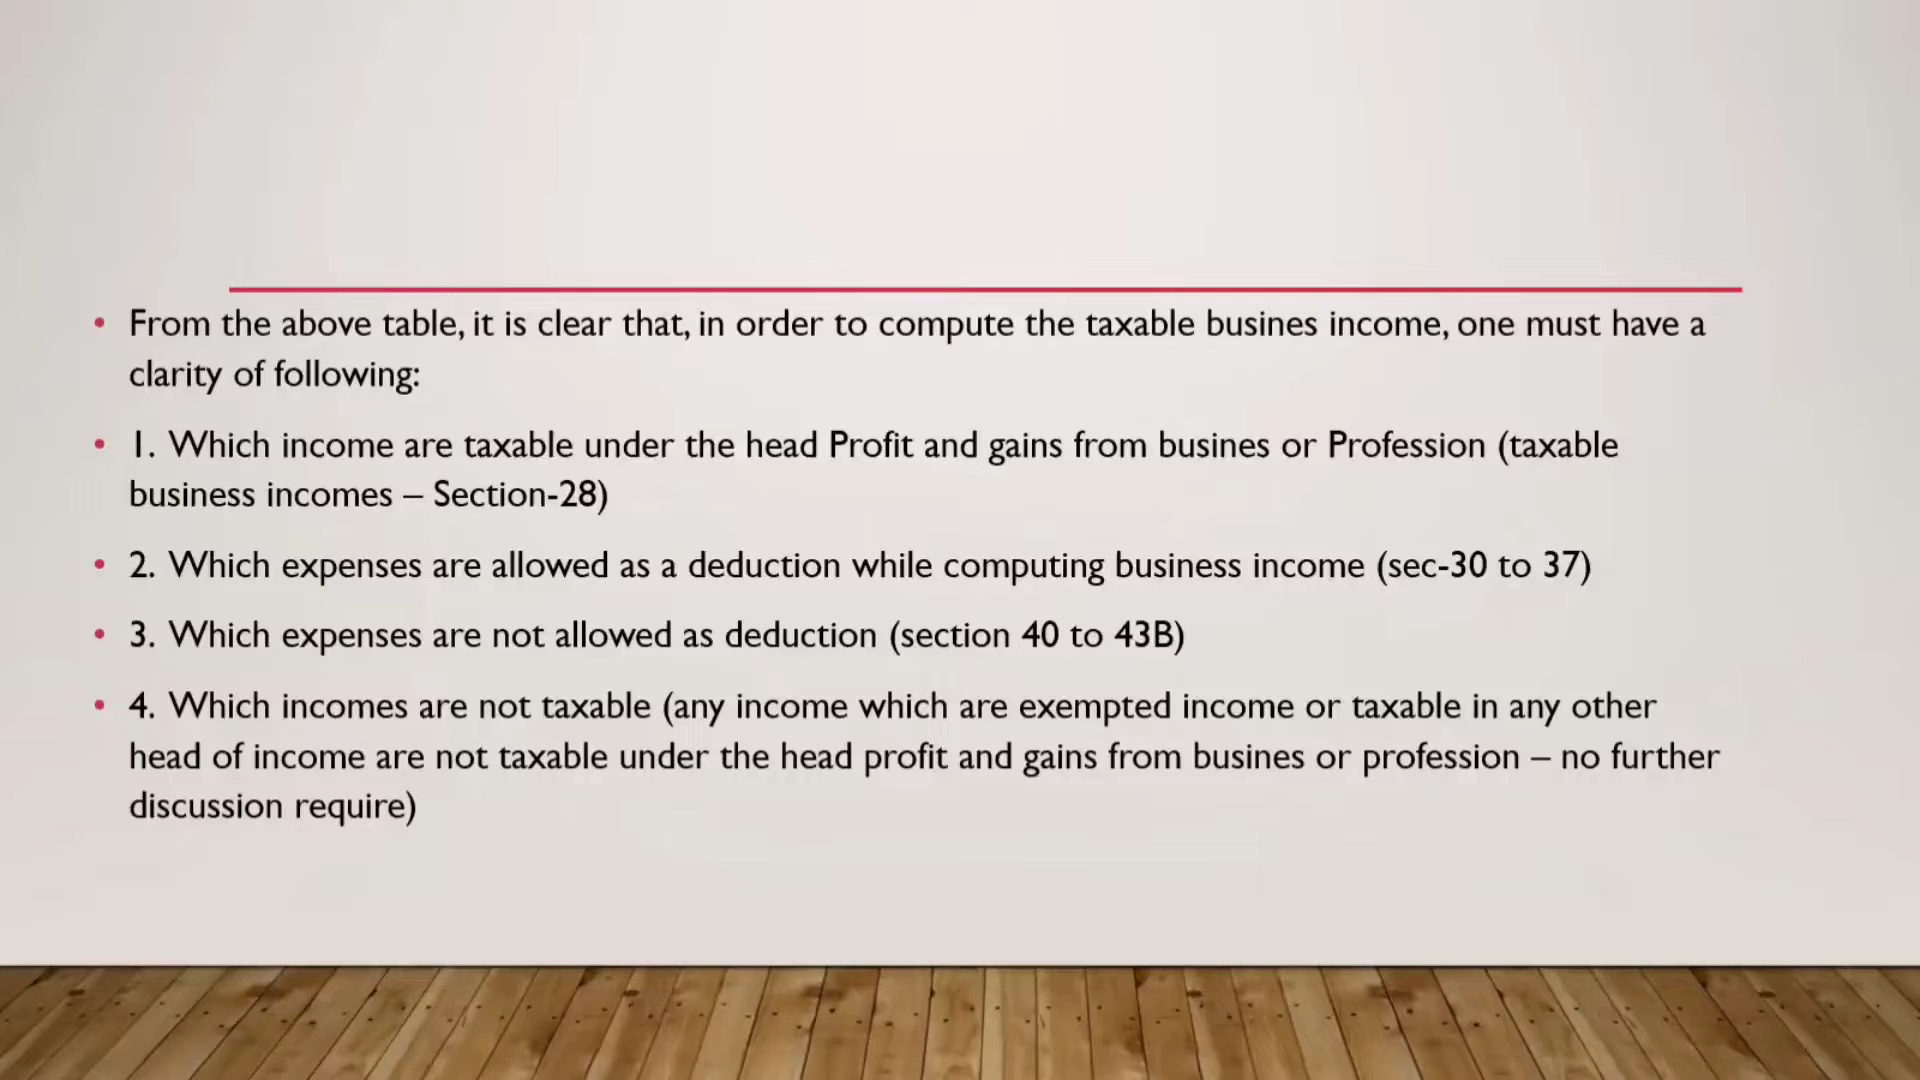 • From the above table, it is clear that, in order to compute the taxable busines income, one must have a
clarity of following:
• 1. Which income are taxable under the head Profit and gains from busines or Profession (taxable
business incomes – Section-28)
• 2. Which expenses are allowed as a deduction while computing business income (sec-30 to 37)
• 3. Which expenses are not allowed as deduction (section 40 to 43B)
• 4. Which incomes are not taxable (any income which are exempted income or taxable in any other
head of income are not taxable under the head profit and gains from busines or profession – no further
discussion require)